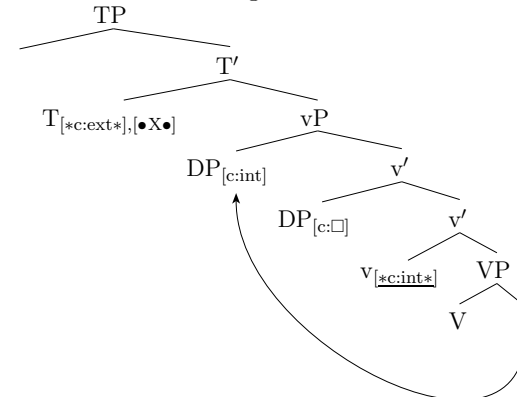 TP
T′
T[∗c:ext∗],[●X●]
vP
DP[c:int]
v′
DP[c:□]
v′
v[∗c:int∗]
VP
V